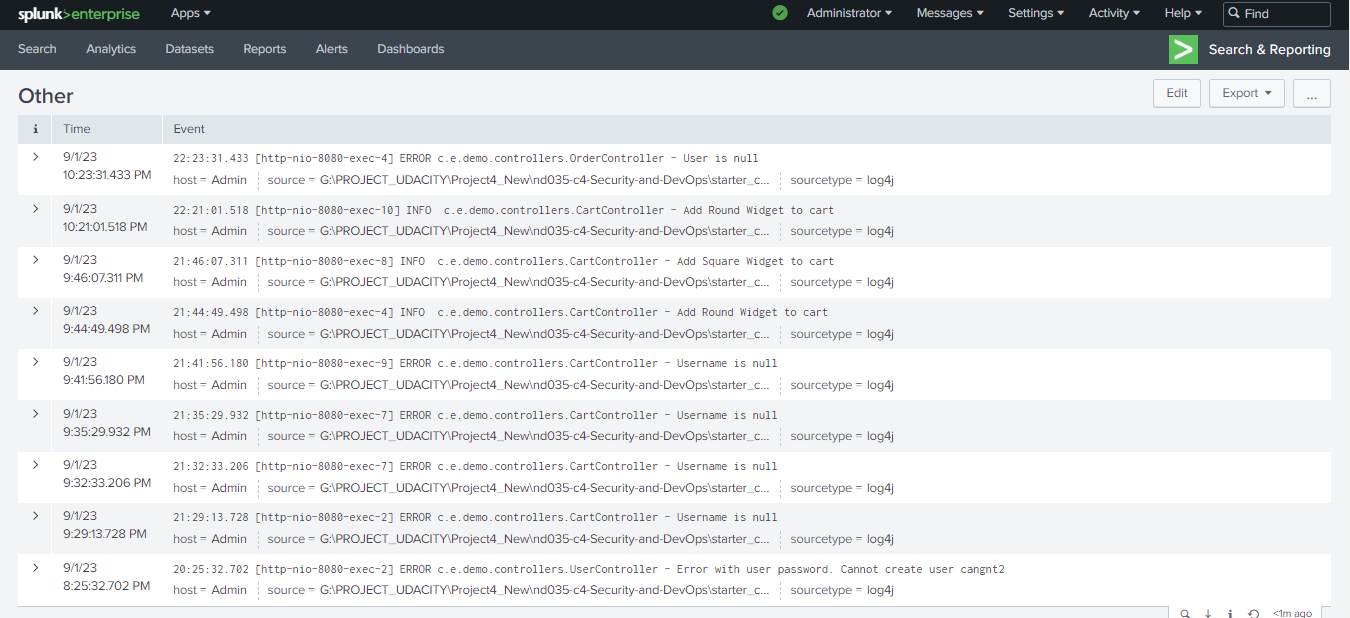 splunk>enterprise Apps Administrator Messages Settings Activity Help Find
Search Analytics Datasets Reports Alerts Dashboards Search & Reporting
Other Edit Export ...
i Time Event
9/1/23 22:23:31.433 [http-nio-8080-exec-4] ERROR c.e.demo.controllers.OrderController - User is null
10:23:31.433 PM host = Admin source = G:\PROJECT_UDACITY\Project4_New\nd035-c4-Security-and-DevOps\starter_c... sourcetype = log4j
9/1/23 22:21:01.518 [http-nio-8080-exec-10] INFO c.e.demo.controllers.CartController - Add Round Widget to cart
10:21:01.518 PM host = Admin source = G:\PROJECT_UDACITY\Project4_New\nd035-c4-Security-and-DevOps\starter_c... sourcetype = log4j
9/1/23 21:46:07.311 [http-nio-8080-exec-8] INFO c.e.demo.controllers.CartController - Add Square Widget to cart
9:46:07.311 PM host = Admin source = G:\PROJECT_UDACITY\Project4_New\nd035-c4-Security-and-DevOps\starter_c... sourcetype = log4j
9/1/23 21:44:49.498 [http-nio-8080-exec-4] INFO c.e.demo.controllers.CartController - Add Round Widget to cart
9:44:49.498 PM host = Admin source = G:\PROJECT_UDACITY\Project4_New\nd035-c4-Security-and-DevOps\starter_c... sourcetype = log4j
9/1/23 21:41:56.180 [http-nio-8080-exec-9] ERROR c.e.demo.controllers.CartController - Username is null
9:41:56.180 PM host = Admin source = G:\PROJECT_UDACITY\Project4_New\nd035-c4-Security-and-DevOps\starter_c... sourcetype = log4j
9/1/23 21:35:29.932 [http-nio-8080-exec-7] ERROR c.e.demo.controllers.CartController - Username is null
9:35:29.932 PM host = Admin source = G:\PROJECT_UDACITY\Project4_New\nd035-c4-Security-and-DevOps\starter_c... sourcetype = log4j
9/1/23 21:32:33.206 [http-nio-8080-exec-7] ERROR c.e.demo.controllers.CartController - Username is null
9:32:33.206 PM host = Admin source = G:\PROJECT_UDACITY\Project4_New\nd035-c4-Security-and-DevOps\starter_c... sourcetype = log4j
9/1/23 21:29:13.728 [http-nio-8080-exec-2] ERROR c.e.demo.controllers.CartController - Username is null
9:29:13.728 PM host = Admin source = G:\PROJECT_UDACITY\Project4_New\nd035-c4-Security-and-DevOps\starter_c... sourcetype = log4j
9/1/23 20:25:32.702 [http-nio-8080-exec-2] ERROR c.e.demo.controllers.UserController - Error with user password. Cannot create user cangnt2
8:25:32.702 PM host = Admin source = G:\PROJECT_UDACITY\Project4_New\nd035-c4-Security-and-DevOps\starter_c... sourcetype = log4j
<1m ago